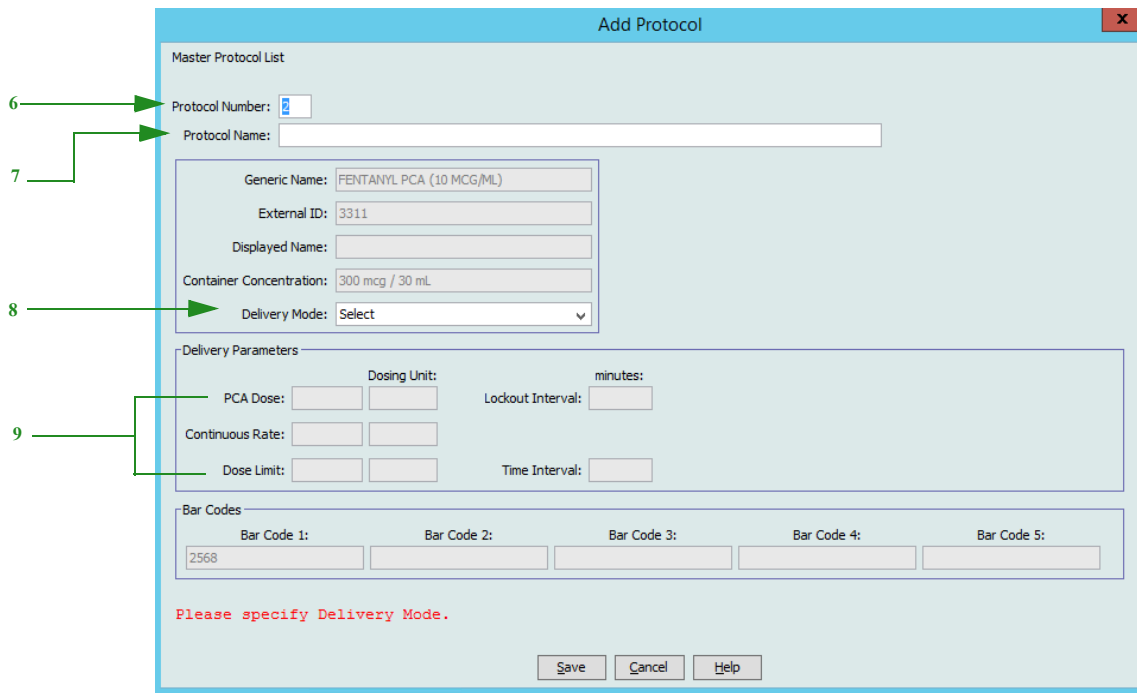 Add Protocol
x
Master Protocol List
6
Protocol Number: 2
Protocol Name:
7
Generic Name: FENTANYL PCA (10 MCG/ML)
External ID: 3311
Displayed Name:
Container Concentration: 300 mcg / 30 mL
8
Delivery Mode: Select
Delivery Parameters
Dosing Unit: minutes:
PCA Dose: Lockout Interval:
9
Continuous Rate:
Dose Limit: Time Interval:
Bar Codes
Bar Code 1: Bar Code 2: Bar Code 3: Bar Code 4: Bar Code 5:
2568
Please specify Delivery Mode.
Save Cancel Help